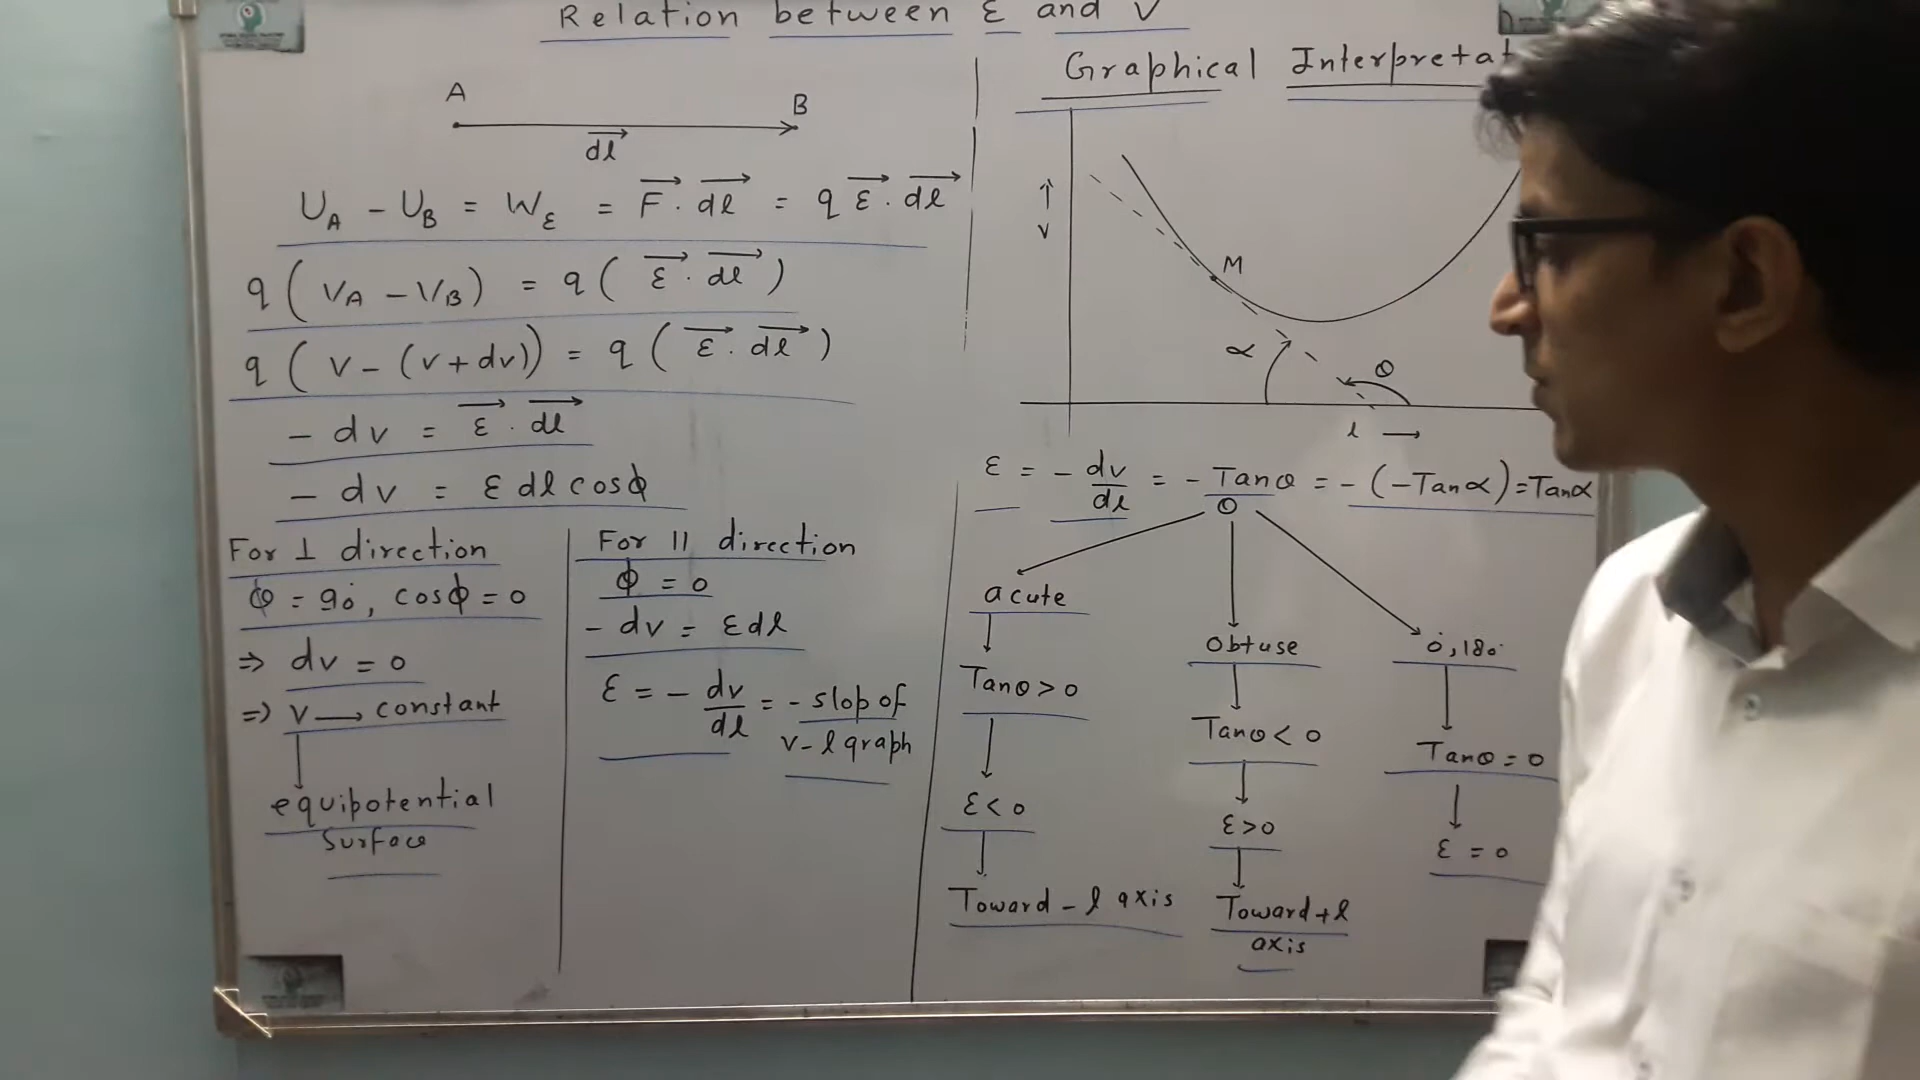 Relation between ε and V
A
B
dl
U_A - U_B = W_ε = F . dl = q ε . dl
q ( V_A - V_B ) = q ( ε . dl )
q ( v - (v + dv)) = q ( ε . dl )
- dv = ε . dl
- dv = ε dl cosϕ
For ⊥ direction
ϕ = 90°, cosϕ = 0
⇒ dv = 0
⇒ v ⟶ constant
equipotential
surface
For || direction
ϕ = 0
- dv = ε dl
ε = - dv/dl = - slop of
v - l graph
Graphical Interpretat
↑
v
M
α
θ
l ⟶
ε = - dv/dl = - Tanθ = - (-Tanα) = Tanα
θ
acute
Tanθ > 0
ε < 0
Toward - l axis
obtuse
Tanθ < 0
ε > 0
Toward + l
axis
0°, 180°
Tanθ = 0
ε = 0